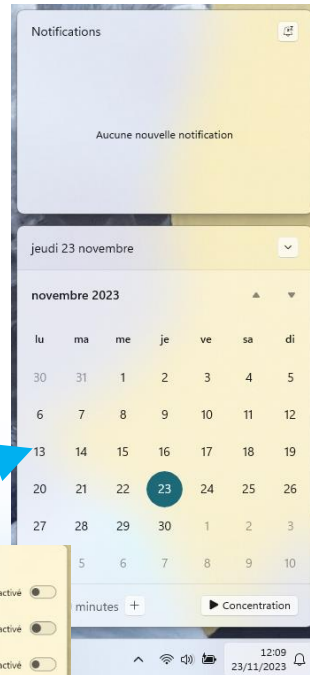 Notifications
Aucune nouvelle notification
jeudi 23 novembre
novembre 2023
lu ma me je ve sa di
30 31 1 2 3 4 5
6 7 8 9 10 11 12
13 14 15 16 17 18 19
20 21 22 23 24 25 26
27 28 29 30 1 2 3
5 6 7 8 9 10
minutes + Concentration
12:09
23/11/2023